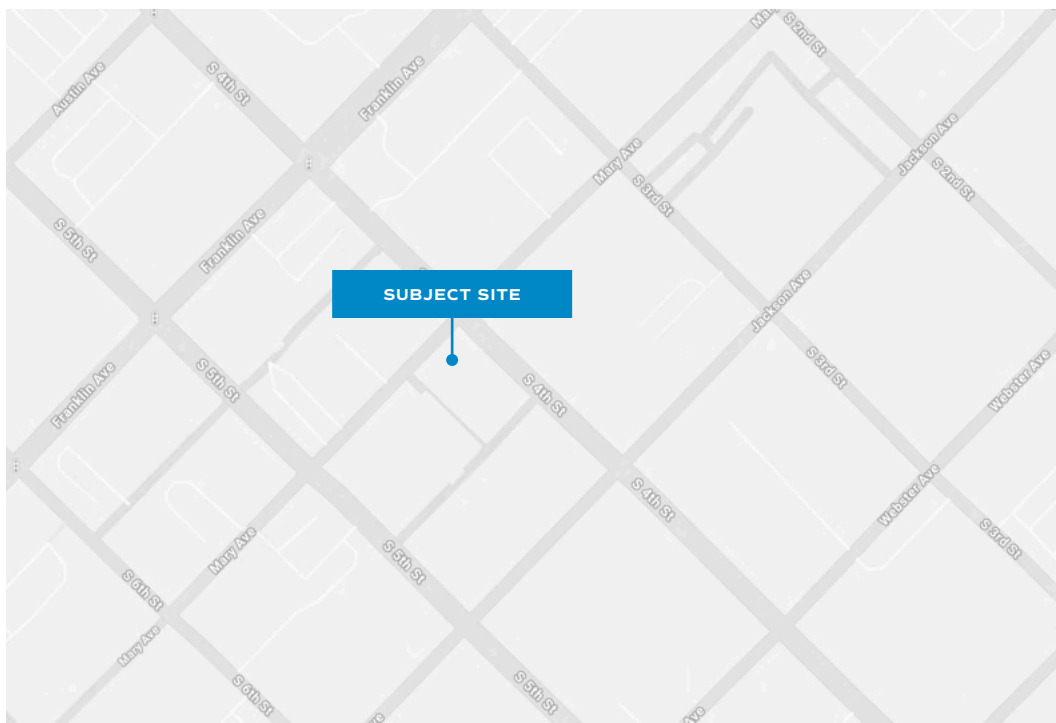 S 2nd St
Austin Ave
S 4th St
Franklin Ave
Jackson Ave
Mary Ave
S 2nd St
S 3rd St
S 5th St
Franklin Ave
SUBJECT SITE
Jackson Ave
S 3rd St
Webster Ave
S 5th St
Franklin Ave
S 4th St
Webster Ave
S 4th St
S 3rd St
Mary Ave
S 5th St
S 6th St
Mary Ave
S 6th St
S 5th St